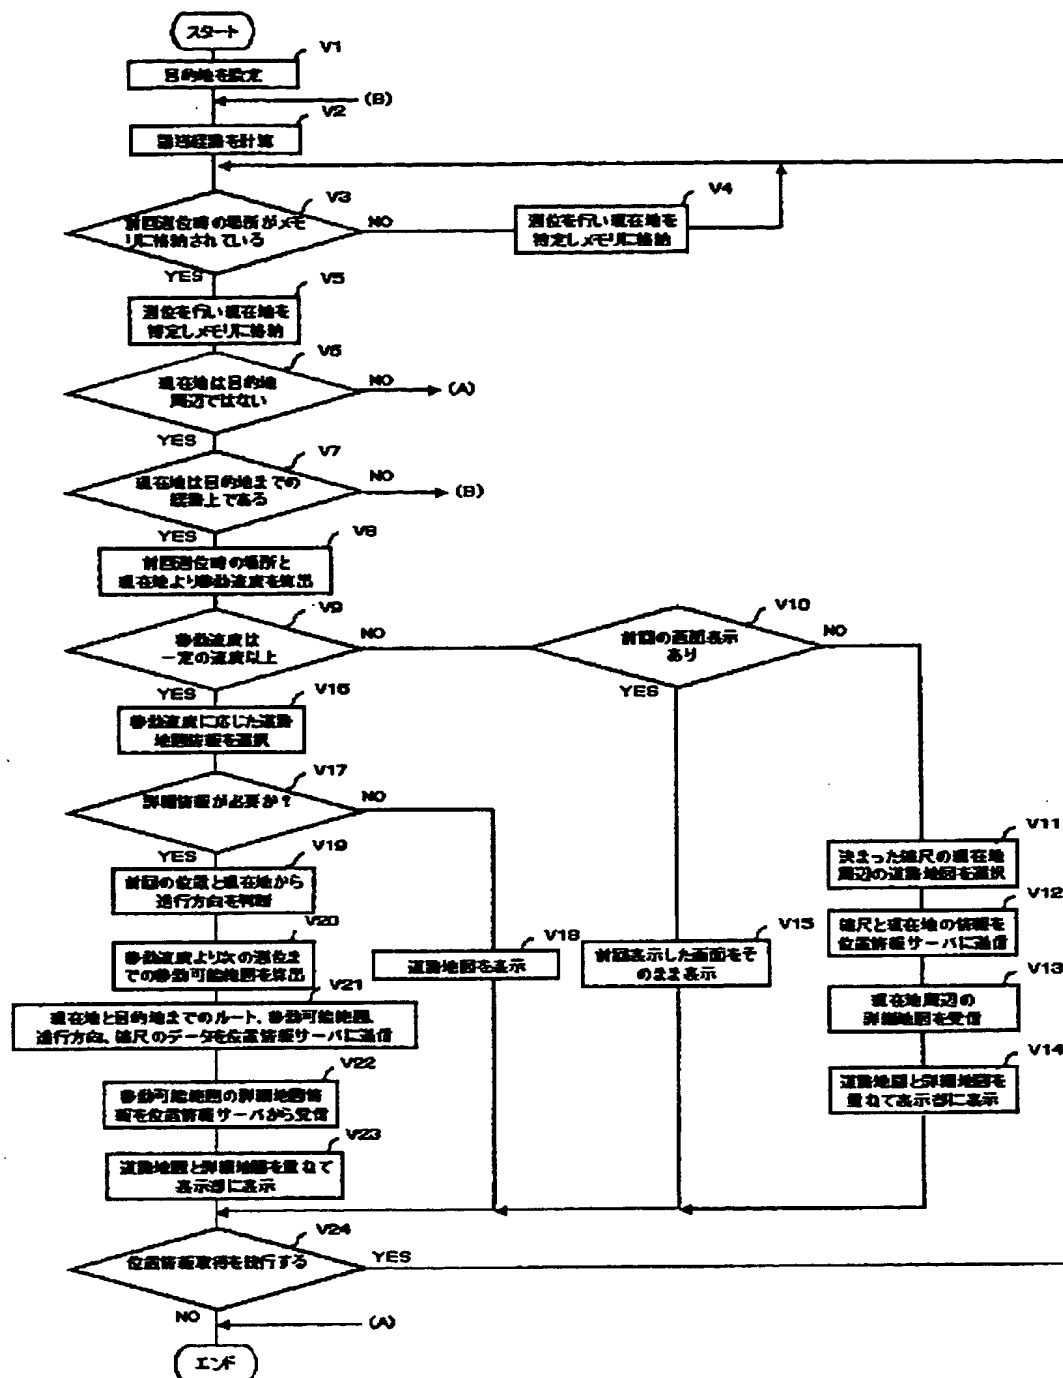 スタート
V1
目的地を設定
(B)
V2
誘導経路を計算
V3
前回測位時の場所がメモ
リに格納されている
NO
V4
測位を行い現在地を
特定しメモリに格納
YES
V5
測位を行い現在地を
特定しメモリに格納
V6
現在地は目的地
周辺ではない
NO
(A)
YES
V7
現在地は目的地までの
経路上である
NO
(B)
YES
V8
前回測位時の場所と
現在地より移動速度を算出
V9
移動速度は
一定の速度以上
NO
V10
前回の画面表示
あり
NO
YES
YES
V16
移動速度に応じた道路
地図情報を選択
V17
詳細情報が必要か?
NO
V11
決まった縮尺の現在地
周辺の道路地図を選択
YES
V19
前回の位置と現在地から
進行方向を判断
V12
縮尺と現在地の情報を
位置情報サーバに送信
V20
移動速度より次の測位ま
での移動可能範囲を算出
V18
道路地図を表示
V15
前回表示した画面をそ
のまま表示
V13
現在地周辺の
詳細地図を受信
V21
現在地と目的地までのルート、移動可能範囲、
進行方向、縮尺のデータを位置情報サーバに送信
V14
道路地図と詳細地図を
重ねて表示部に表示
V22
移動可能範囲の詳細地図情
報を位置情報サーバから受信
V23
道路地図と詳細地図を重ねて
表示部に表示
V24
位置情報取得を続行する
YES
NO
(A)
エンド